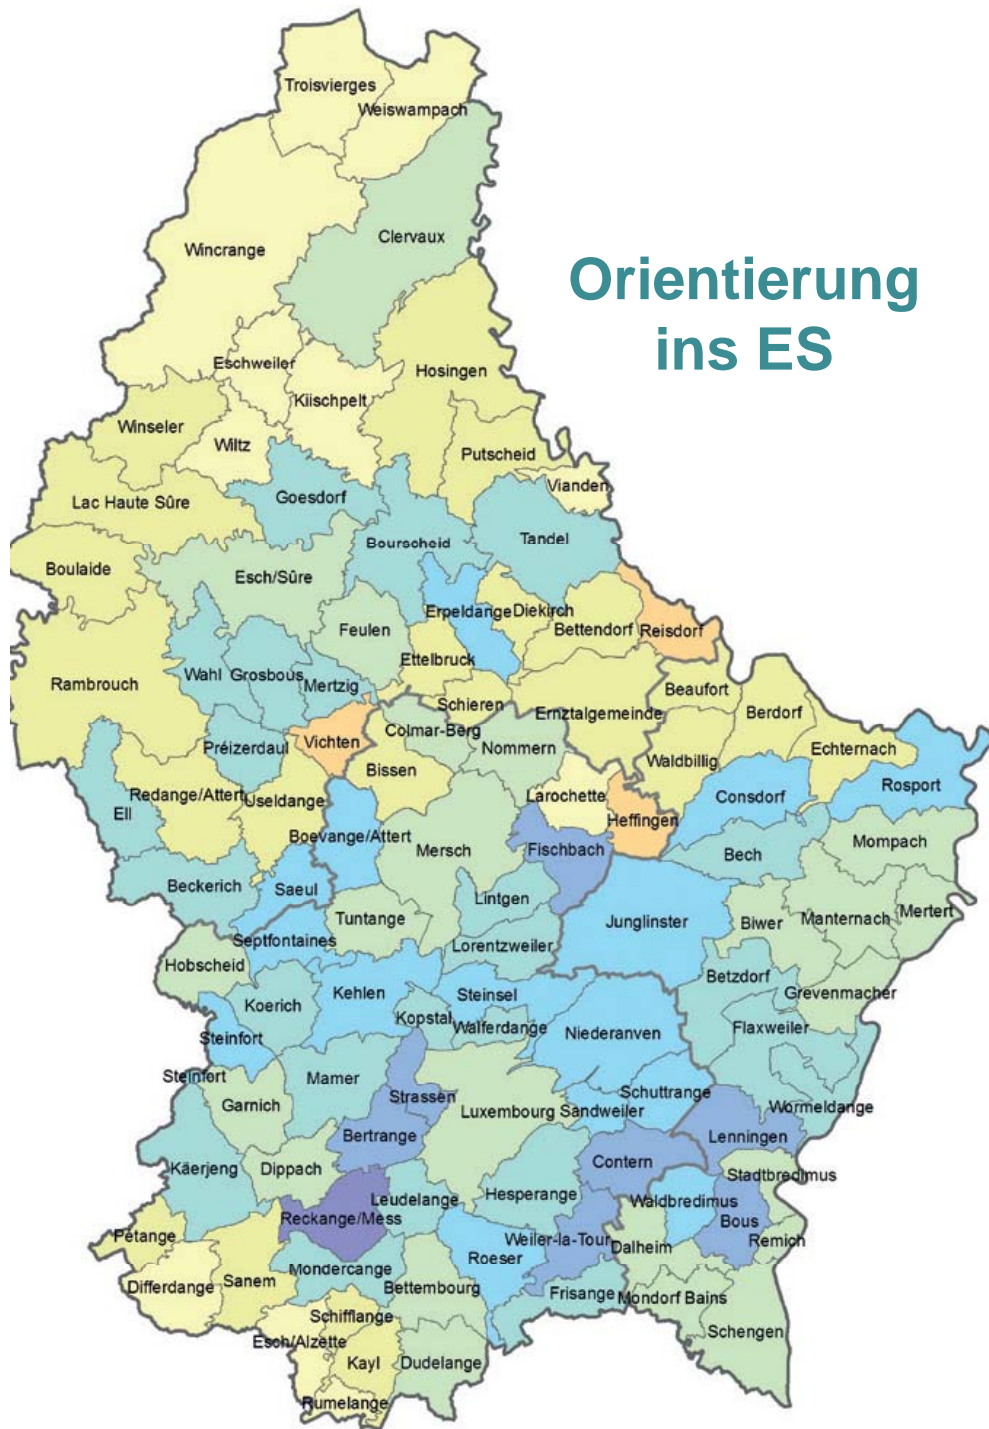 Troisvierges
Weiswampach
Clervaux
Wincrange
Orientierung
ins ES
Eschweiler
Hosingen
Kiischpelt
Winseler
Wiltz
Putscheid
Vianden
Goesdorf
Lac Haute Sûre
Tandel
Bourscheid
Boulaide
Esch/Sûre
Erpeldange
Diekirch
Feulen
Bettendorf
Reisdorf
Ettelbruck
Wahl
Grosbous
Mertzig
Rambrouch
Beaufort
Schieren
Ernztalgemeinde
Berdorf
Colmar-Berg
Vichten
Préizerdaul
Nommern
Echternach
Waldbillig
Bissen
Rosport
Redange/Attert
Useldange
Larochette
Consdorf
Ell
Heffingen
Boevange/Attert
Mompach
Mersch
Fischbach
Bech
Beckerich
Saeul
Lintgen
Mertert
Tuntange
Junglinster
Biwer
Manternach
Septfontaines
Lorentzweiler
Hobscheid
Betzdorf
Kehlen
Steinsel
Grevenmacher
Koerich
Kopstal
Walferdange
Niederanven
Flaxweiler
Steinfort
Steinfort
Mamer
Strassen
Schuttrange
Garnich
Luxembourg
Sandweiler
Wormeldange
Bertrange
Lenningen
Contern
Käerjeng
Dippach
Stadtbredimus
Leudelange
Hesperange
Waldbredimus
Reckange/Mess
Bous
Pétange
Weiler-la-Tour
Remich
Dalheim
Roeser
Mondercange
Differdange
Sanem
Bettembourg
Frisange
Mondorf Bains
Schifflange
Schengen
Esch/Alzette
Kayl
Dudelange
Rumelange